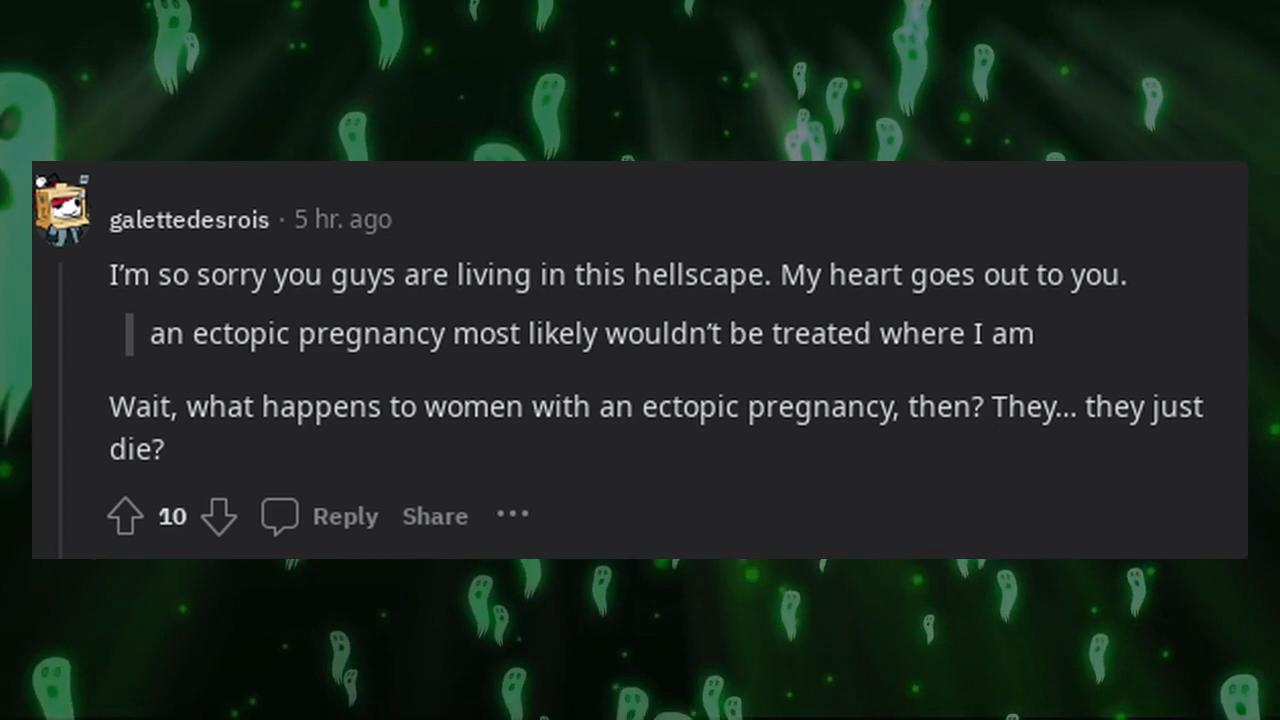 galettedesrois · 5 hr. ago
I’m so sorry you guys are living in this hellscape. My heart goes out to you.
an ectopic pregnancy most likely wouldn’t be treated where I am
Wait, what happens to women with an ectopic pregnancy, then? They... they just
die?
10 Reply Share ···